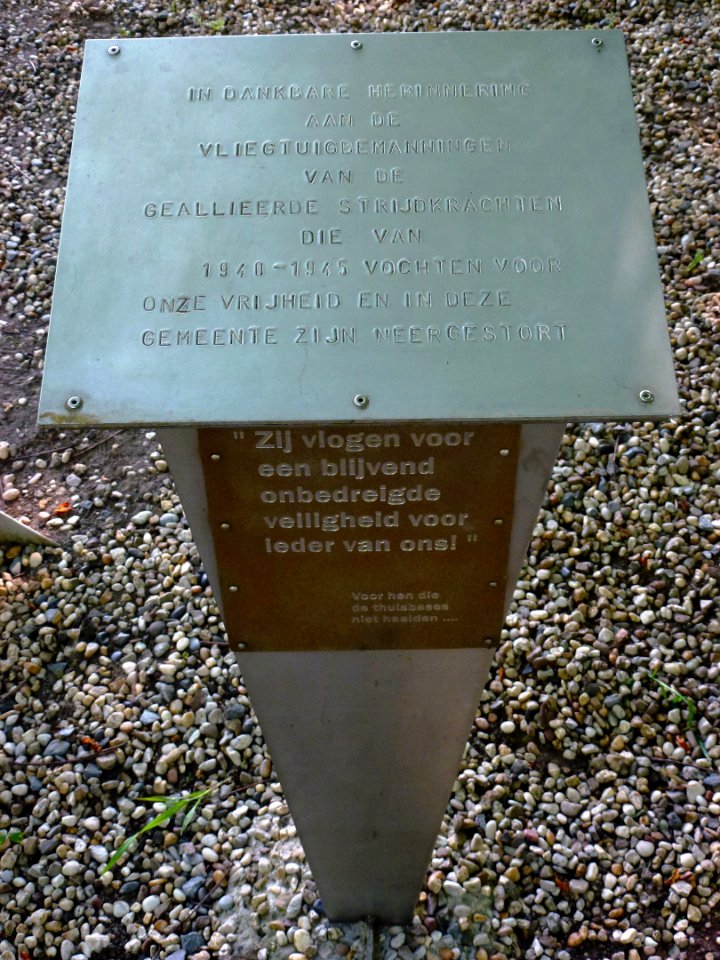 IN DANKBARE HERINNERING
AAN DE
VLIEGTUIGBEMANNINGEN
VAN DE
GEALLIEERDE STRIJDKRACHTEN
DIE VAN
1940-1945 VOCHTEN VOOR
ONZE VRIJHEID EN IN DEZE
GEMEENTE ZIJN NEERGESTORT
" Zij vlogen voor
een blijvend
onbedreigde
veiligheid voor
ieder van ons! "
Voor hen die
de thuisbases
niet haalden ....